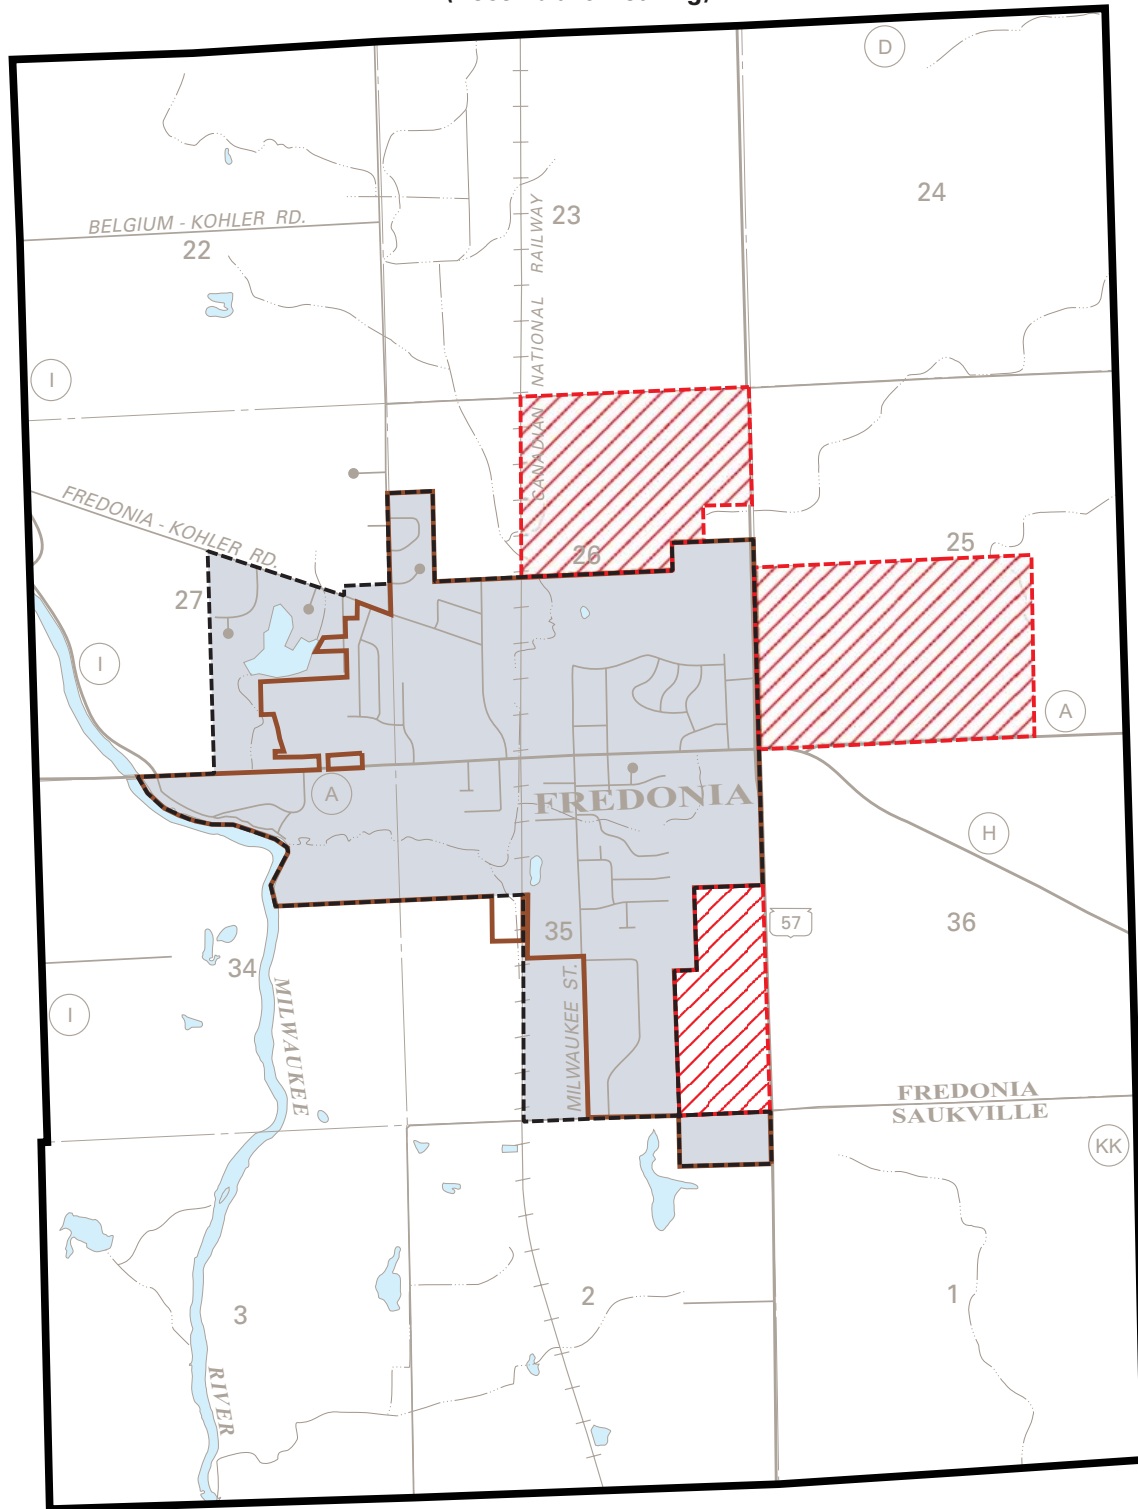 D
24
23
CANADIAN NATIONAL RAILWAY
BELGIUM - KOHLER RD.
22
I
FREDONIA - KOHLER RD.
26
25
27
I
A
A
FREDONIA
H
57
36
35
34
I
MILWAUKEE ST.
MILWAUKEE
FREDONIA
SAUKVILLE
KK
2
1
3
RIVER